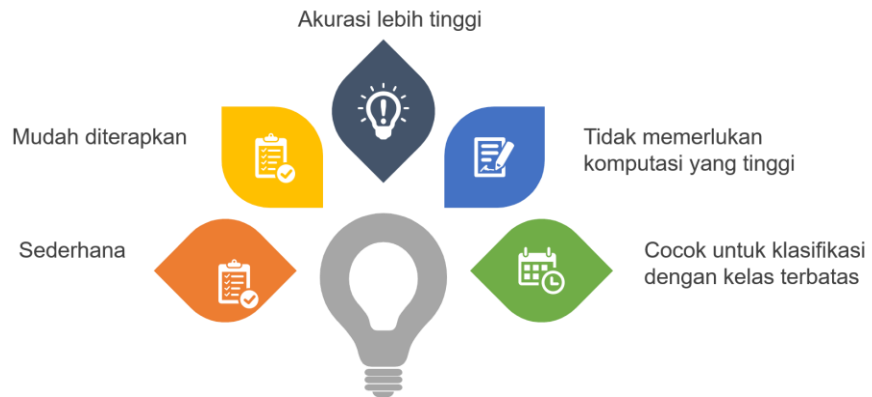 Akurasi lebih tinggi
Mudah diterapkan
Tidak memerlukan
komputasi yang tinggi
Sederhana
Cocok untuk klasifikasi
dengan kelas terbatas